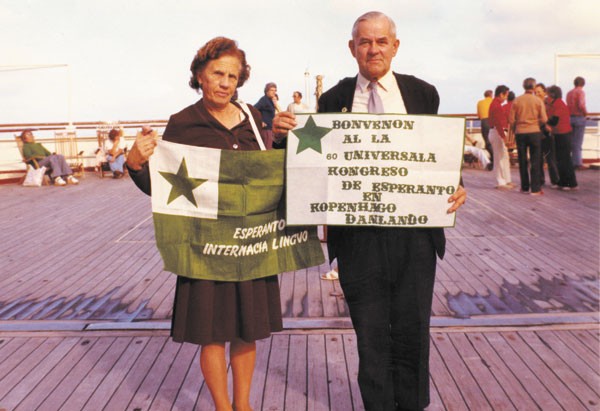 ESPERANTO
INTERNACIA LINGVO
BONVENON
AL LA
60 UNIVERSALA
KONGRESO
DE ESPERANTO
EN
KOPENHAGO
DANLANDO